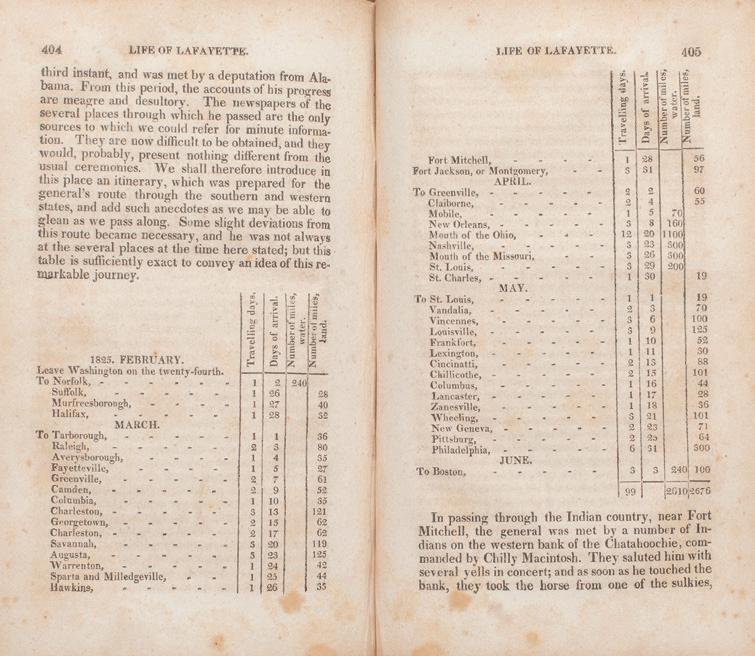 404 LIFE OF LAFAYETTE.
third instant, and was met by a deputation from Ala-
bama. From this period, the accounts of his progress
are meagre and desultory. The newspapers of the
several places through which he passed are the only
sources to which we could refer for minute informa-
tion. They are now difficult to be obtained, and they
would, probably, present nothing different from the
usual ceremonies. We shall therefore introduce in
this place an itinerary, which was prepared for the
general's route through the southern and western
states, and add such anecdotes as we may be able to
glean as we pass along. Some slight deviations from
this route became necessary, and he was not always
at the several places at the time here stated; but this
table is sufficiently exact to convey an idea of this re-
markable journey.
Travelling days.
Days of arrival.
Number of miles, water.
Number of miles, land.
1825. FEBRUARY.
Leave Washington on the twenty-fourth.
To Norfolk, - - - - - 1 2 240
Suffolk, - - - - - 1 26 28
Murfreesborough, - - - - 1 27 40
Halifax, - - - - - 1 28 32
MARCH.
To Tarborough, - - - - 1 1 36
Raleigh, - - - - - 2 3 80
Averysborough, - - - - 1 4 35
Fayetteville, - - - - 1 5 27
Greenville, - - - - - 2 7 61
Camden, - - - - - 2 9 52
Columbia, - - - - - 1 10 35
Charleston, - - - - - 3 13 121
Georgetown, - - - - - 2 15 62
Charleston, - - - - - 2 17 62
Savannah, - - - - - 3 20 119
Augusta, - - - - - 3 23 125
Warrenton, - - - - - 1 24 42
Sparta and Milledgeville, - - - 1 25 44
Hawkins, - - - - - 1 26 35
LIFE OF LAFAYETTE. 405
Travelling days.
Days of arrival.
Number of miles, water.
Number of miles, land.
Fort Mitchell, - - - - 1 28 56
Fort Jackson, or Montgomery, - - 3 31 97
APRIL.
To Greenville, - - - - - 2 2 60
Claiborne, - - - - - 2 4 55
Mobile, - - - - - 1 5 70
New Orleans, - - - - - 3 8 160
Mouth of the Ohio, - - - 12 20 1100
Nashville, - - - - - 3 23 300
Mouth of the Missouri, - - - 3 26 300
St. Louis, - - - - - 3 29 200
St. Charles, - - - - - 1 30 19
MAY.
To St. Louis, - - - - 1 1 19
Vandalia, - - - - - 2 3 70
Vincennes, - - - - - 3 6 100
Louisville, - - - - - 3 9 125
Frankfort, - - - - - 1 10 52
Lexington, - - - - - 1 11 30
Cincinatti, - - - - - 2 13 88
Chillicothe, - - - - - 2 15 101
Columbus, - - - - - 1 16 44
Lancaster, - - - - - 1 17 28
Zanesville, - - - - - 1 18 36
Wheeling, - - - - - 3 21 101
New Geneva, - - - - - 2 23 71
Pittsburg, - - - - - 2 25 64
Philadelphia, - - - - - 6 31 300
JUNE.
To Boston, - - - - - 3 3 240 100
99 2610 2676
In passing through the Indian country, near Fort
Mitchell, the general was met by a number of In-
dians on the western bank of the Chatahoochie, com-
manded by Chilly Macintosh. They saluted him with
several yells in concert; and as soon as he touched the
bank, they took the horse from one of the sulkies,